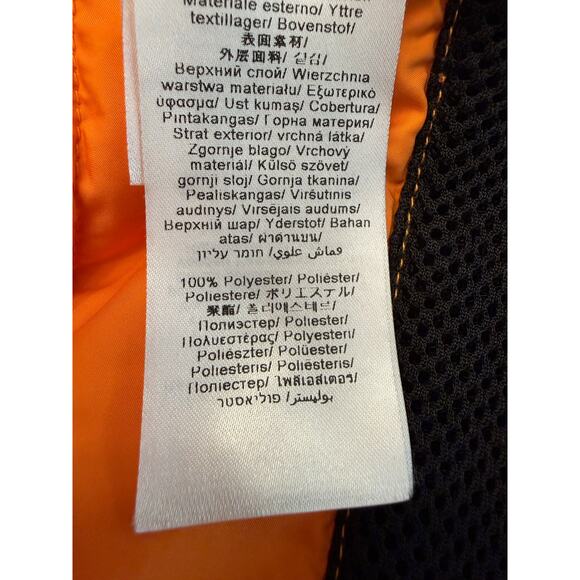 Materiale esterno/ Yttre
textillager/ Bovenstof/
表面素材/
外层面料/ 실심/
Верхний слой/ Wierzchnia
warstwa materiału/ Εξωτερικό
ύφασμα/ Ust kumaş/ Cobertura/
Pintakangas/ Горна материя/
Strat exterior/ vrchná látka/
Zgornje blago/ Vrchový
materiál/ Külső szövet/
gornji sloj/ Gornja tkanina/
Pealiskangas/ Viršutinis
audinys/ Virsējais audums/
Верхній шар/ Yderstof/ Bahan
atas/ ผ้าด้านบน/
قماش علوي/ חומר עליון/
100% Polyester/ Poliéster/
Poliestere/ ポリエステル/
聚酯/ 폴리에스테르/
Полиэстер/ Poliester/
Πολυεστέρας/ Polyesteri/
Poliészter/ Polüester/
Poliesteris/ Poliesteris/
Поліестер/ โพลีเอสเตอร์/
بوليستر/ פוליאסטר